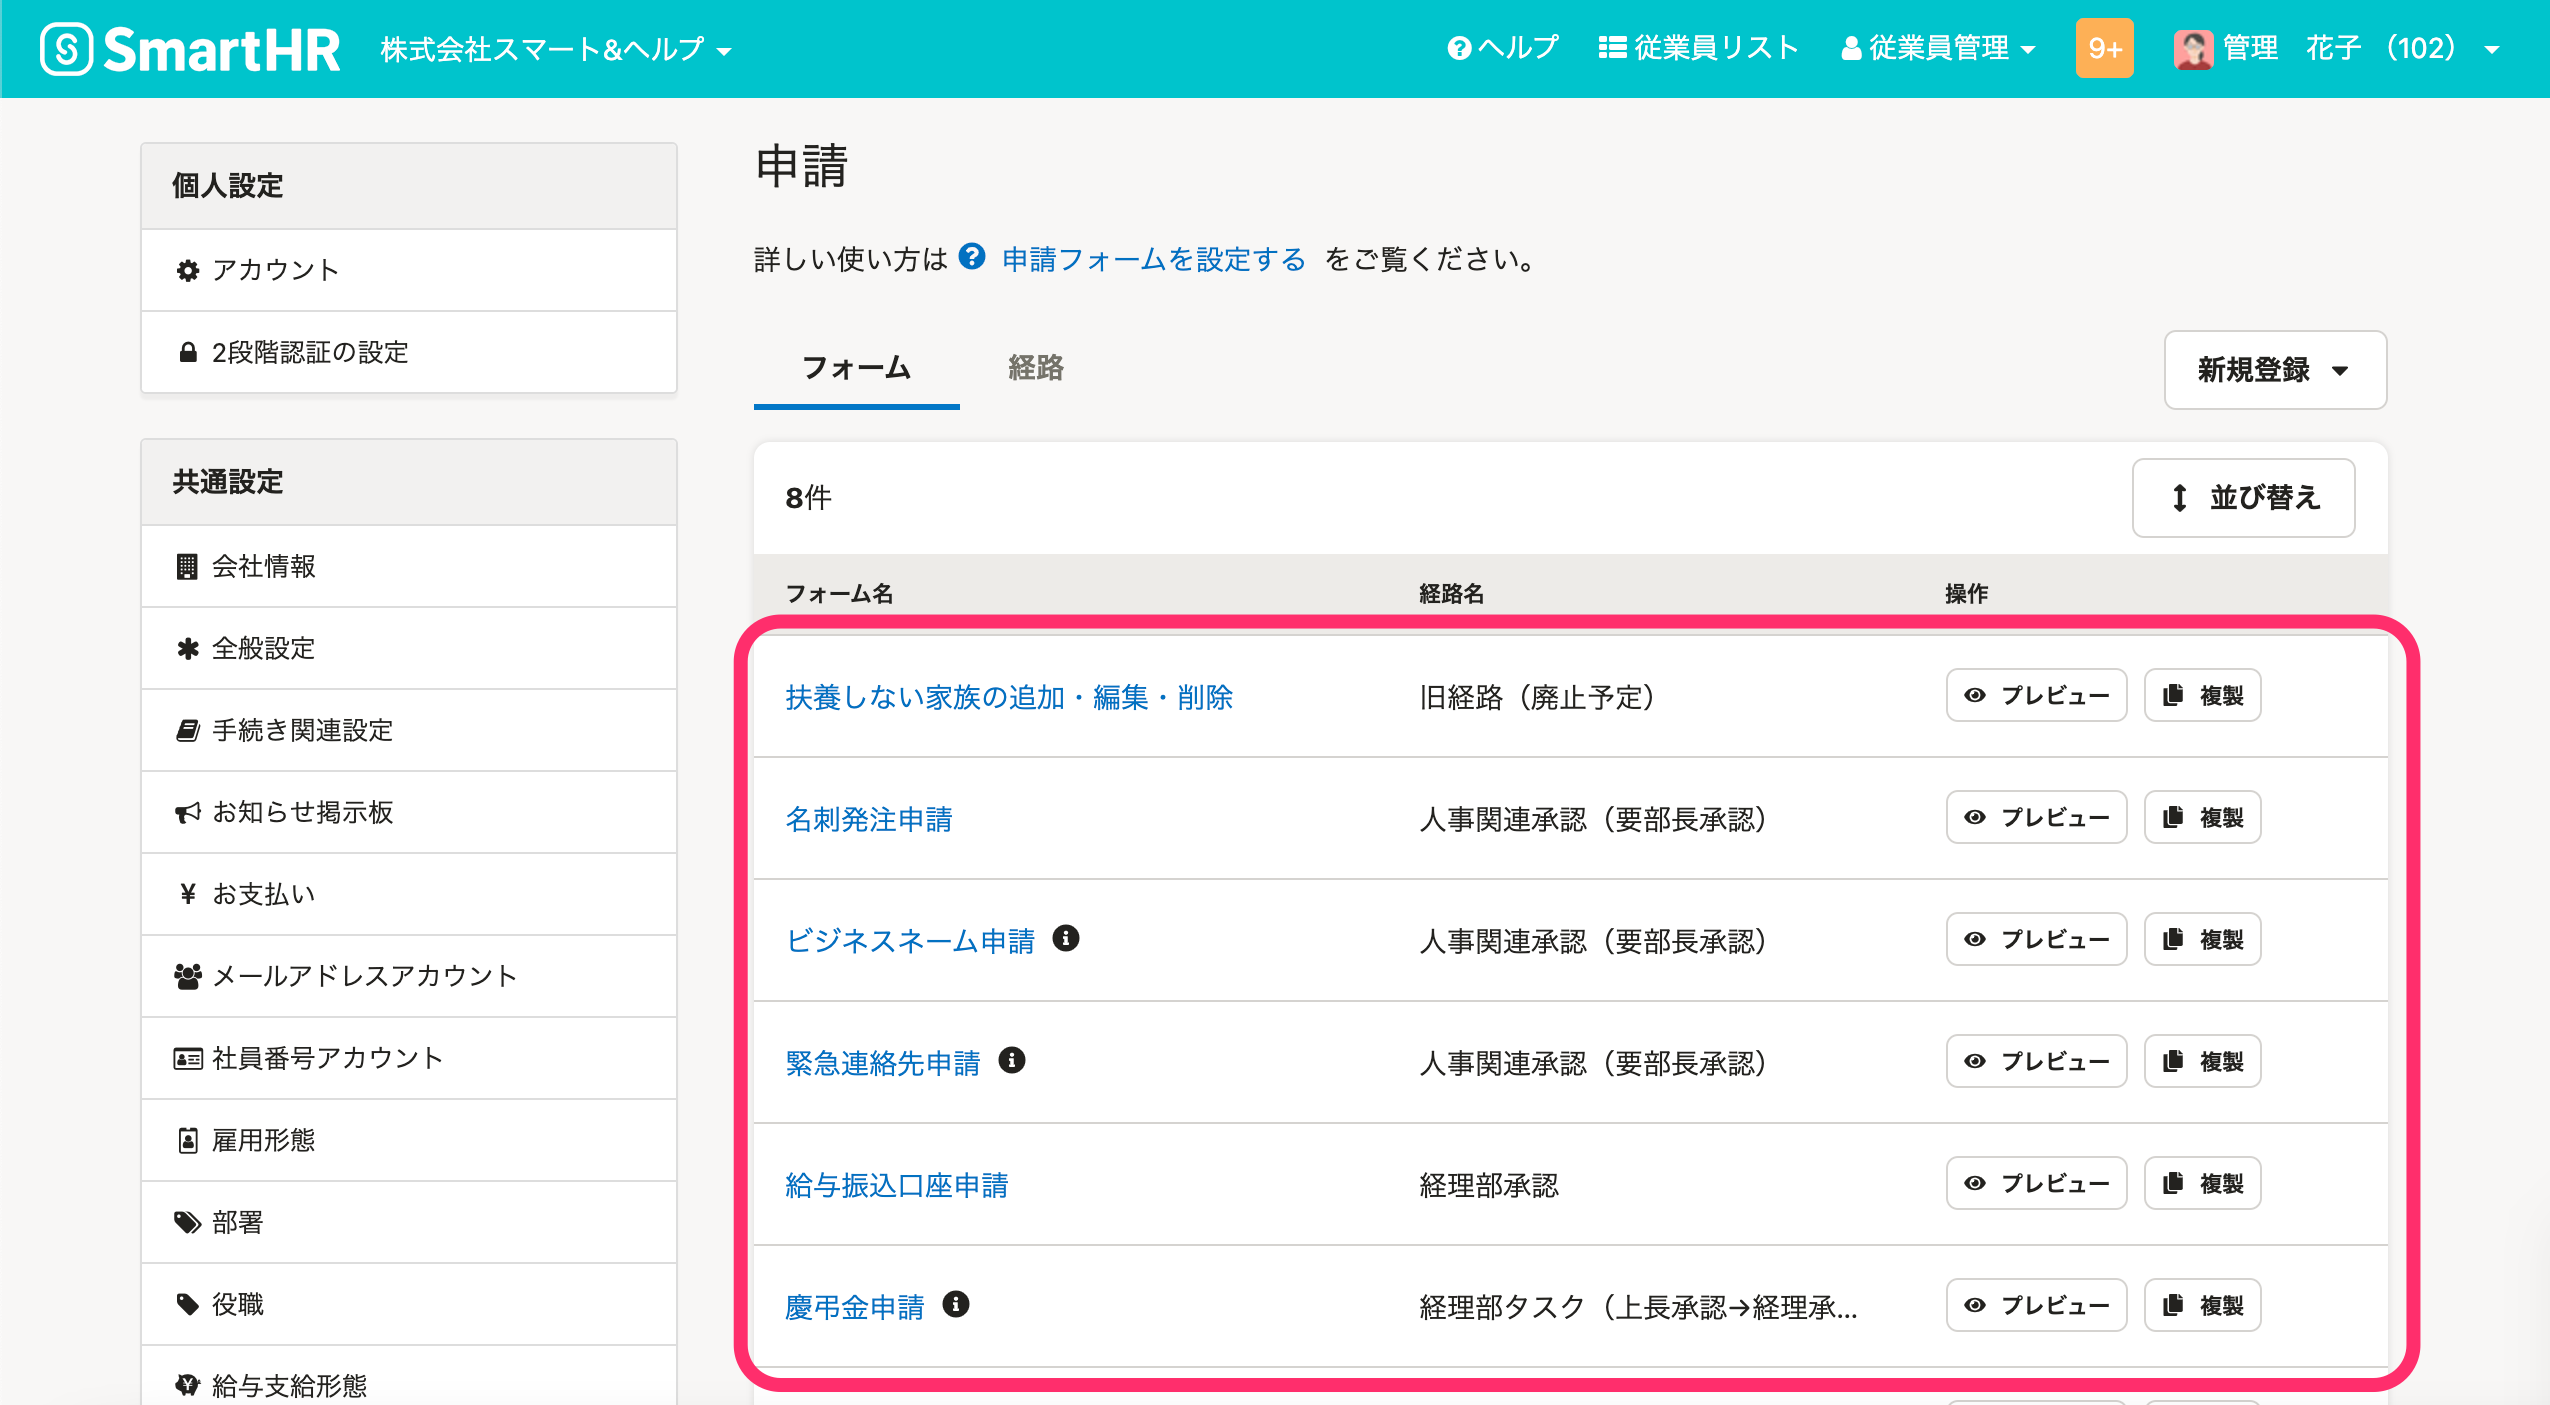 SmartHR 株式会社スマート&ヘルプ ヘルプ 従業員リスト 従業員管理 9+ 管理 花子 （102）
個人設定
アカウント
2段階認証の設定
共通設定
会社情報
全般設定
手続き関連設定
お知らせ掲示板
お支払い
メールアドレスアカウント
社員番号アカウント
雇用形態
部署
役職
給与支給形態
申請
詳しい使い方は 申請フォームを設定する をご覧ください。
フォーム 経路 新規登録
8件 並び替え
フォーム名 経路名 操作
扶養しない家族の追加・編集・削除 旧経路（廃止予定） プレビュー 複製
名刺発注申請 人事関連承認（要部長承認） プレビュー 複製
ビジネスネーム申請 人事関連承認（要部長承認） プレビュー 複製
緊急連絡先申請 人事関連承認（要部長承認） プレビュー 複製
給与振込口座申請 経理部承認 プレビュー 複製
慶弔金申請 経理部タスク（上長承認→経理承... プレビュー 複製